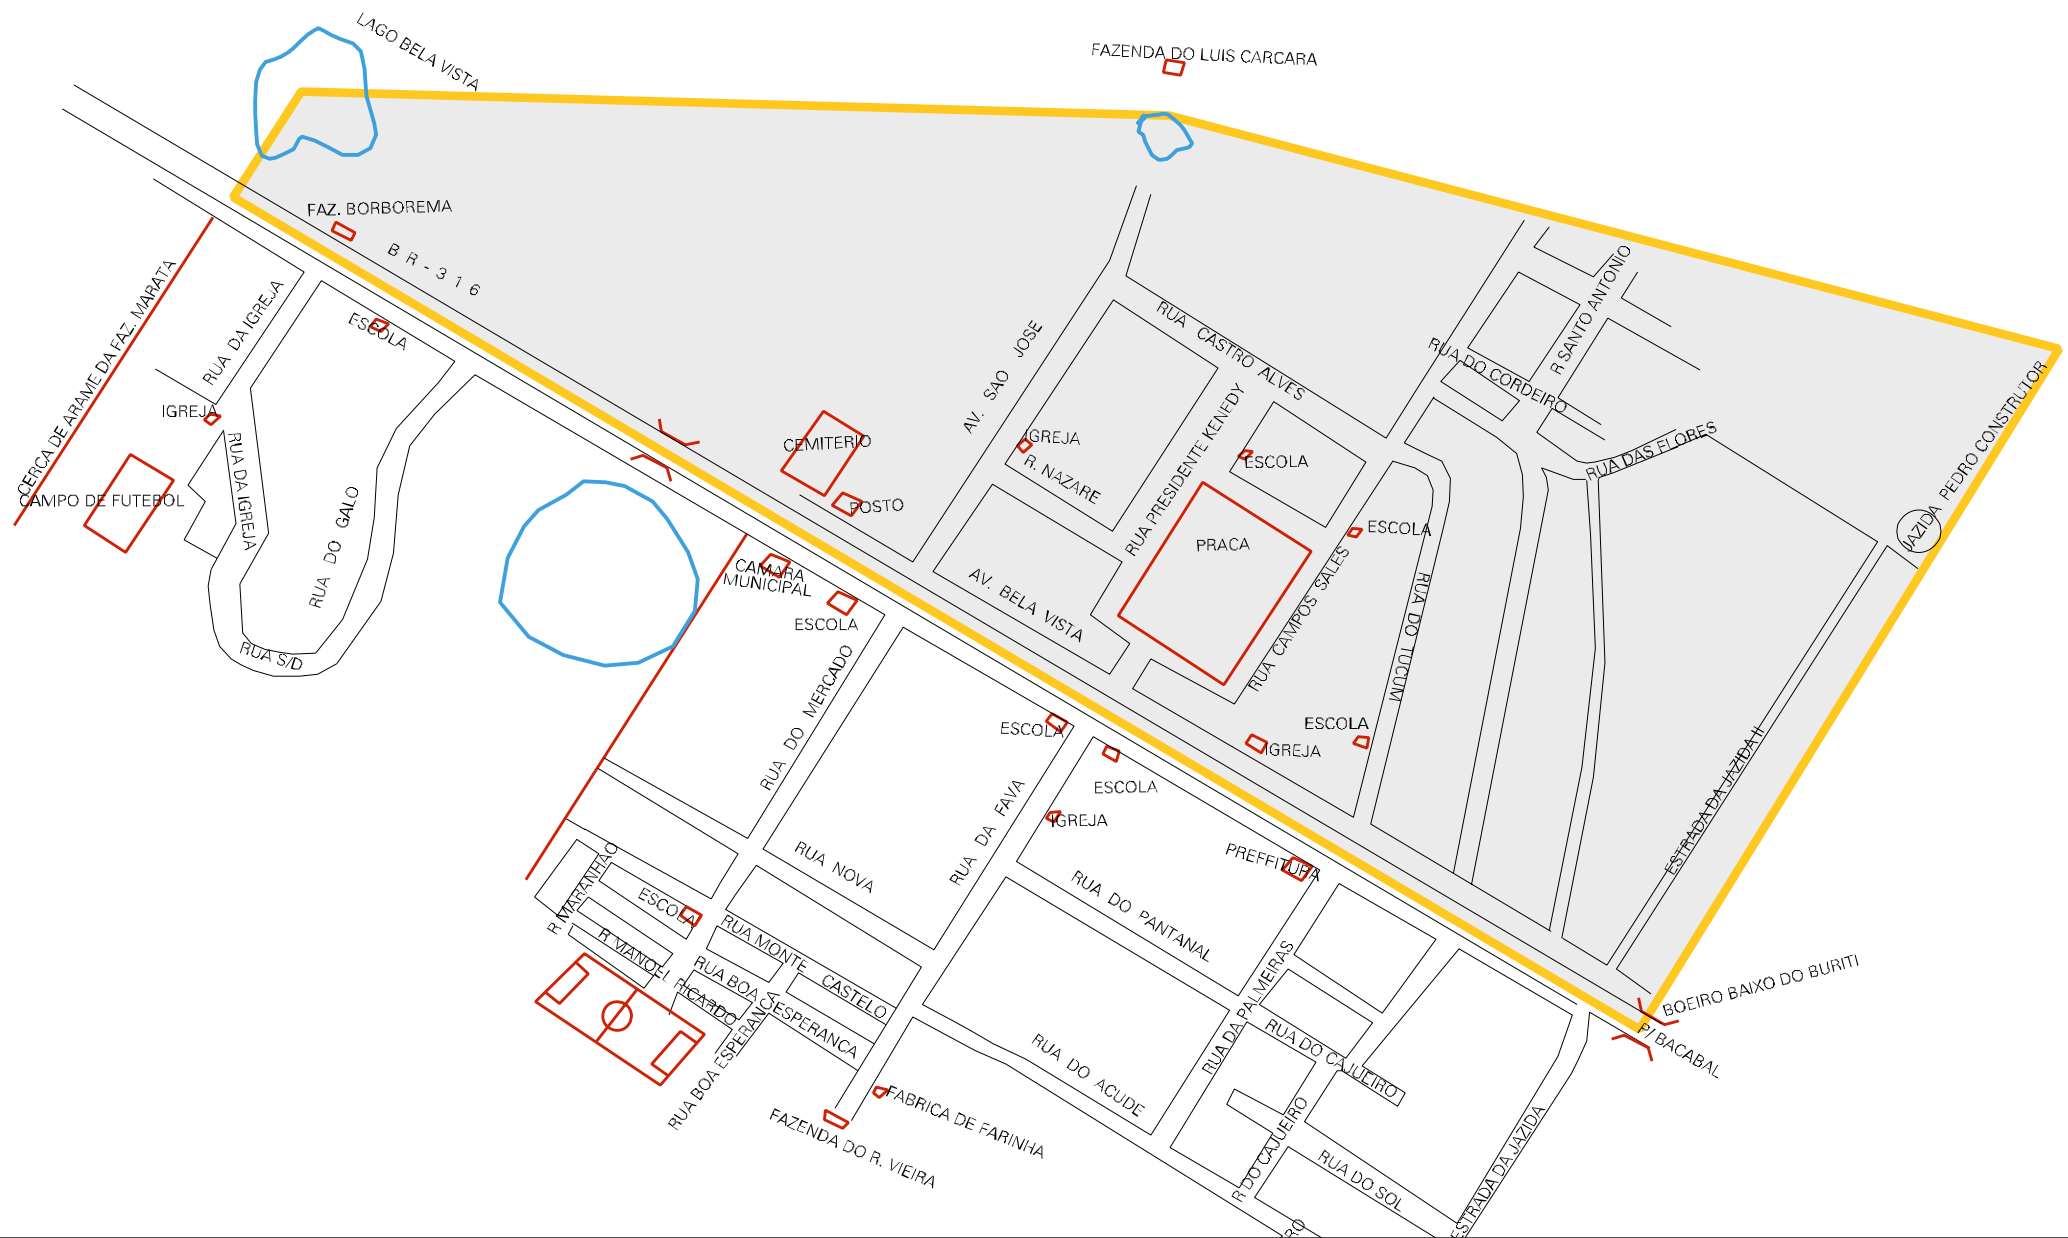 LAGO BELA VISTA
FAZENDA DO LUIS CARCARA
FAZ. BORBOREMA
BR-316
CERCA DE ARAME DA FAZ. MARATA
RUA DA IGREJA
ESCOLA
IGREJA
RUA DA IGREJA
CAMPO DE FUTEBOL
RUA DO GALO
RUA S/D
CEMITERIO
POSTO
AV. SAO JOSE
RUA CASTRO ALVES
IGREJA
R. NAZARE
RUA PRESIDENTE KENEDY
ESCOLA
PRACA
ESCOLA
RUA CAMPOS SALES
RUA DO TUCUM
AV. BELA VISTA
R SANTO ANTONIO
RUA DO CORDEIRO
RUA DAS FLORES
JAZIDA PEDRO CONSTRUTOR
ESTRADA DA JAZIDA II
ESCOLA
IGREJA
CAMARA
MUNICIPAL
ESCOLA
RUA DO MERCADO
ESCOLA
ESCOLA
IGREJA
RUA DA FAVA
RUA NOVA
PREFFITURA
RUA DO PANTANAL
R MARANHAO
ESCOLA
R MANOEL RICARDO
RUA MONTE CASTELO
RUA BOA ESPERANCA
RUA BOA ESPERANCA
RUA DA PALMEIRAS
RUA DO CAJUEIRO
RUA DO ACUDE
FABRICA DE FARINHA
FAZENDA DO R. VIEIRA
R DO CAJUEIRO
RUA DO SOL
ESTRADA DA JAZIDA
BOEIRO BAIXO DO BURITI
P/ BACABAL
RO